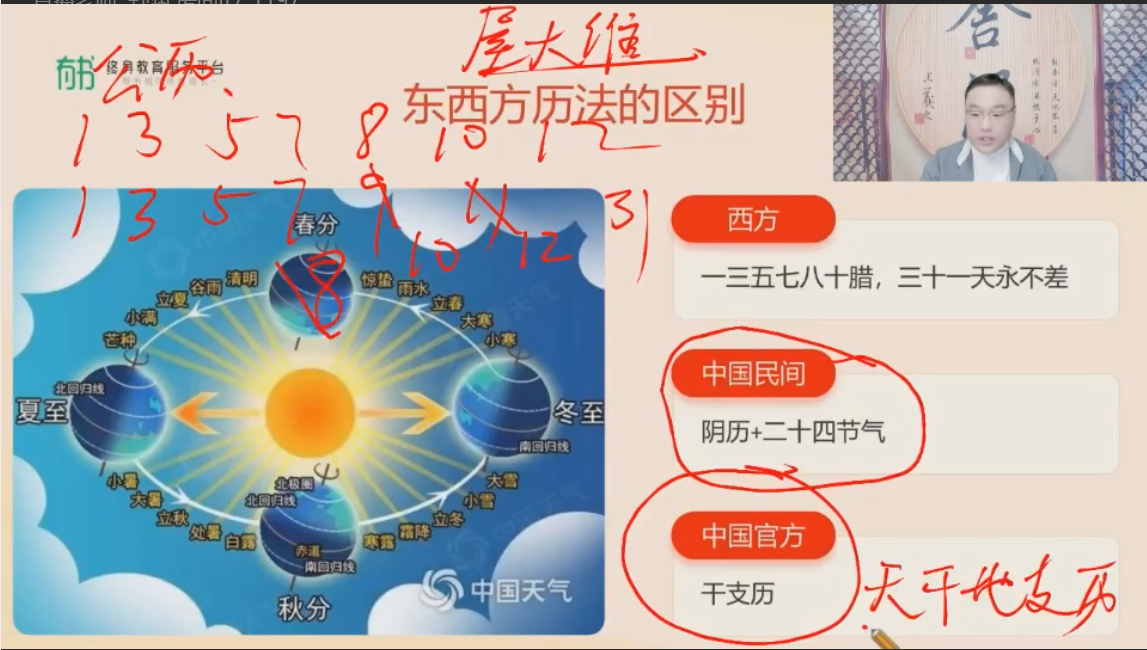 屋大维
公历
有书 终身教育服务平台
东西方历法的区别
1 3 5 7 8 10 12
1 3 5 7 9 11 31
10 12
8
西方
一三五七八十腊，三十一天永不差
中国民间
阴历+二十四节气
中国官方
干支历
天干地支历
春分
清明
谷雨
立夏
小满
芒种
夏至
小暑
大暑
立秋
处暑
白露
秋分
寒露
霜降
立冬
小雪
大雪
冬至
小寒
大寒
立春
雨水
惊蛰
北回归线
南回归线
北极圈
北回归线
赤道
南回归线
中国天气